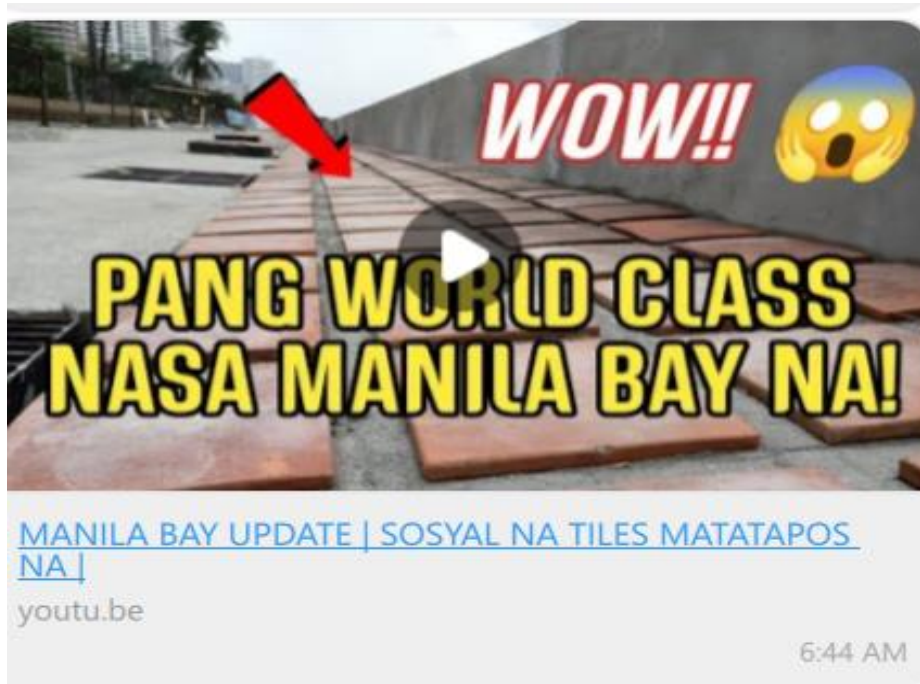 WOW!!
PANG WORLD CLASS
NASA MANILA BAY NA!
MANILA BAY UPDATE | SOSYAL NA TILES MATATAPOS
NA |
youtu.be
6:44 AM